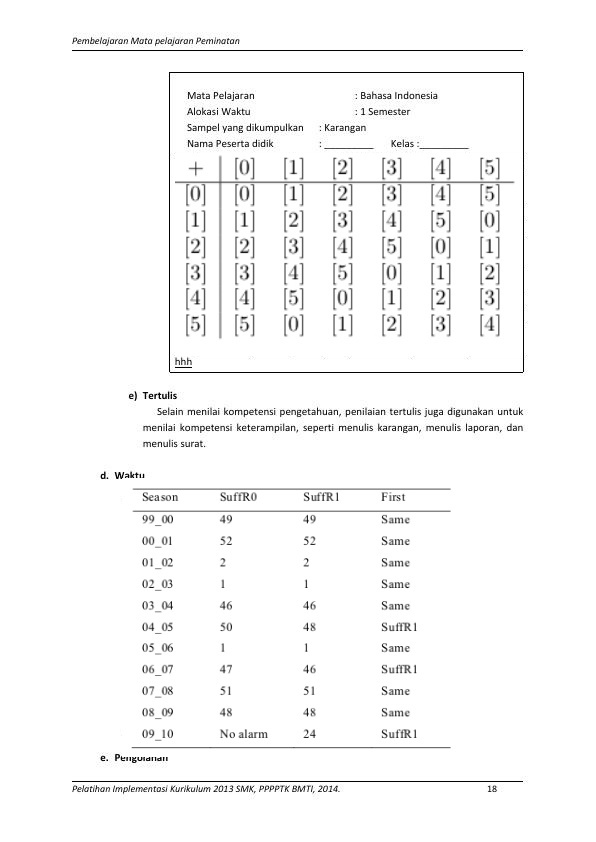 Pembelajaran Mata pelajaran Peminatan
Mata Pelajaran : Bahasa Indonesia
Alokasi Waktu : 1 Semester
Sampel yang dikumpulkan : Karangan
Nama Peserta didik : _________ Kelas :_________
+ [0] [1] [2] [3] [4] [5]
[0] [0] [1] [2] [3] [4] [5]
[1] [1] [2] [3] [4] [5] [0]
[2] [2] [3] [4] [5] [0] [1]
[3] [3] [4] [5] [0] [1] [2]
[4] [4] [5] [0] [1] [2] [3]
[5] [5] [0] [1] [2] [3] [4]
hhh
e) Tertulis
Selain menilai kompetensi pengetahuan, penilaian tertulis juga digunakan untuk
menilai kompetensi keterampilan, seperti menulis karangan, menulis laporan, dan
menulis surat.
d. Waktu
Season SuffR0 SuffR1 First
99_00 49 49 Same
00_01 52 52 Same
01_02 2 2 Same
02_03 1 1 Same
03_04 46 46 Same
04_05 50 48 SuffR1
05_06 1 1 Same
06_07 47 46 SuffR1
07_08 51 51 Same
08_09 48 48 Same
09_10 No alarm 24 SuffR1
e. Pengolahan
Pelatihan Implementasi Kurikulum 2013 SMK, PPPPTK BMTI, 2014. 18